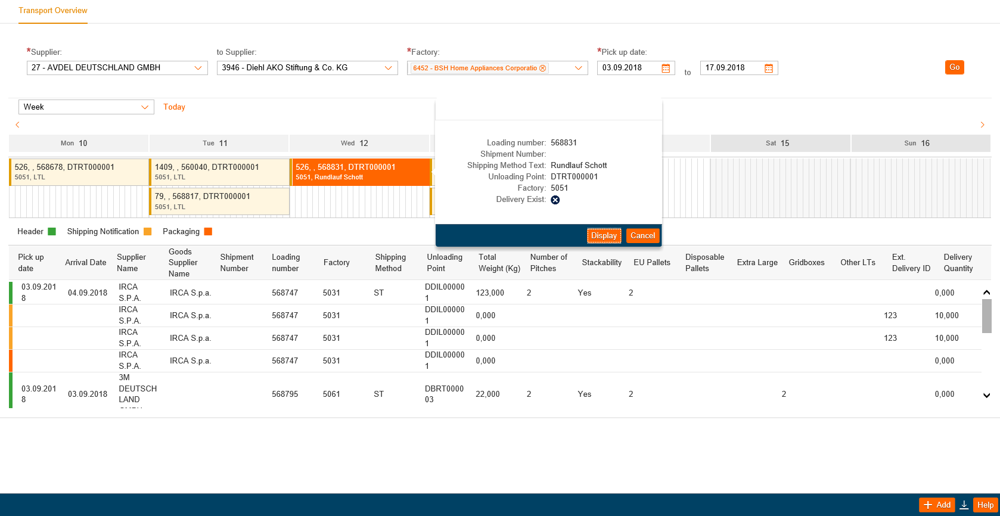 Transport Overview
*Supplier:
to Supplier:
*Factory:
*Pick up date:
27 - AVDEL DEUTSCHLAND GMBH
3946 - Diehl AKO Stiftung & Co. KG
6452 - BSH Home Appliances Corporatio
03.09.2018
to
17.09.2018
Go
Week
Today
Mon 10
Tue 11
Wed 12
Sat 15
Sun 16
526, , 568678, DTRT000001
5051, LTL
1409, , 560040, DTRT000001
5051, LTL
526, , 568831, DTRT000001
5051, Rundlauf Schott
79, , 568817, DTRT000001
5051, LTL
Loading number: 568831
Shipment Number:
Shipping Method Text: Rundlauf Schott
Unloading Point: DTRT000001
Factory: 5051
Delivery Exist:
Display
Cancel
Header
Shipping Notification
Packaging
Pick up date
Arrival Date
Supplier Name
Goods Supplier Name
Shipment Number
Loading number
Factory
Shipping Method
Unloading Point
Total Weight (Kg)
Number of Pitches
Stackability
EU Pallets
Disposable Pallets
Extra Large
Gridboxes
Other LTs
Ext. Delivery ID
Delivery Quantity
03.09.2018 04.09.2018 IRCA S.P.A. IRCA S.p.a. 568747 5031 ST DDIL000001 123,000 2 Yes 2 0,000
IRCA S.P.A. IRCA S.p.a. 568747 5031 DDIL000001 0,000 123 10,000
IRCA S.P.A. IRCA S.p.a. 568747 5031 DDIL000001 0,000 123 10,000
IRCA S.P.A. IRCA S.p.a. 568747 5031 DDIL000001 0,000 0,000
03.09.2018 03.09.2018 3M DEUTSCHLAND 568795 5061 ST DBRT000003 22,000 2 Yes 2 2 0,000
Add
Help